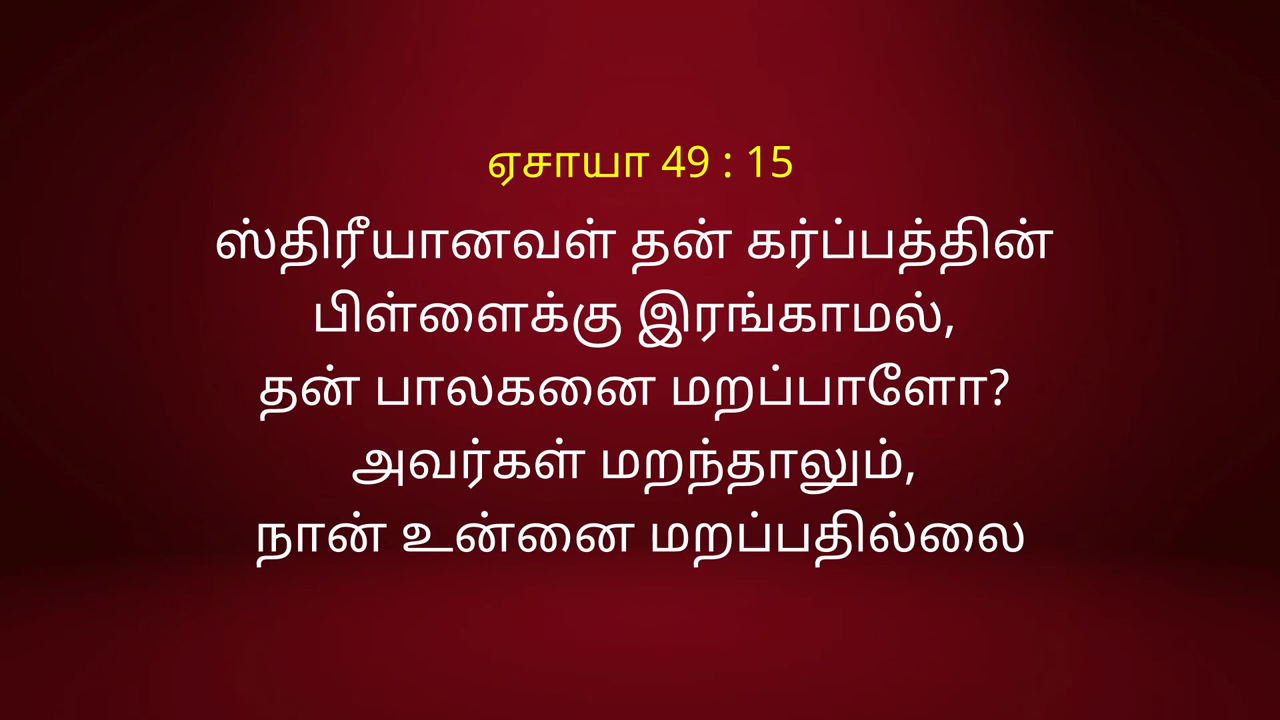 ஏசாயா 49 : 15
ஸ்திரீயானவள் தன் கர்ப்பத்தின்
பிள்ளைக்கு இரங்காமல்,
தன் பாலகனை மறப்பாளோ?
அவர்கள் மறந்தாலும்,
நான் உன்னை மறப்பதில்லை